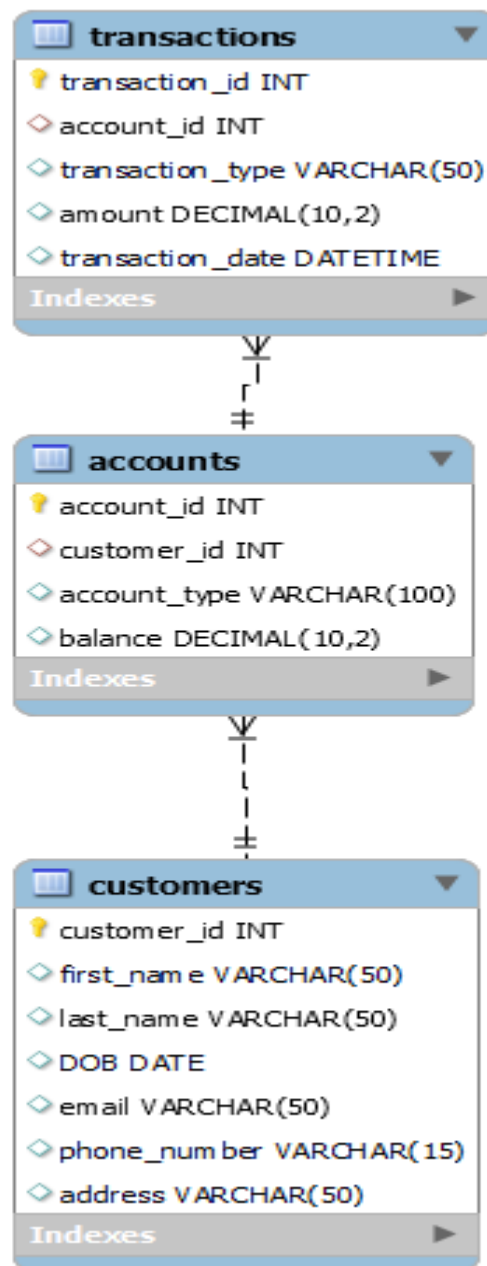 transactions
transaction_id INT
account_id INT
transaction_type VARCHAR(50)
amount DECIMAL(10,2)
transaction_date DATETIME
Indexes
accounts
account_id INT
customer_id INT
account_type VARCHAR(100)
balance DECIMAL(10,2)
Indexes
customers
customer_id INT
first_name VARCHAR(50)
last_name VARCHAR(50)
DOB DATE
email VARCHAR(50)
phone_number VARCHAR(15)
address VARCHAR(50)
Indexes